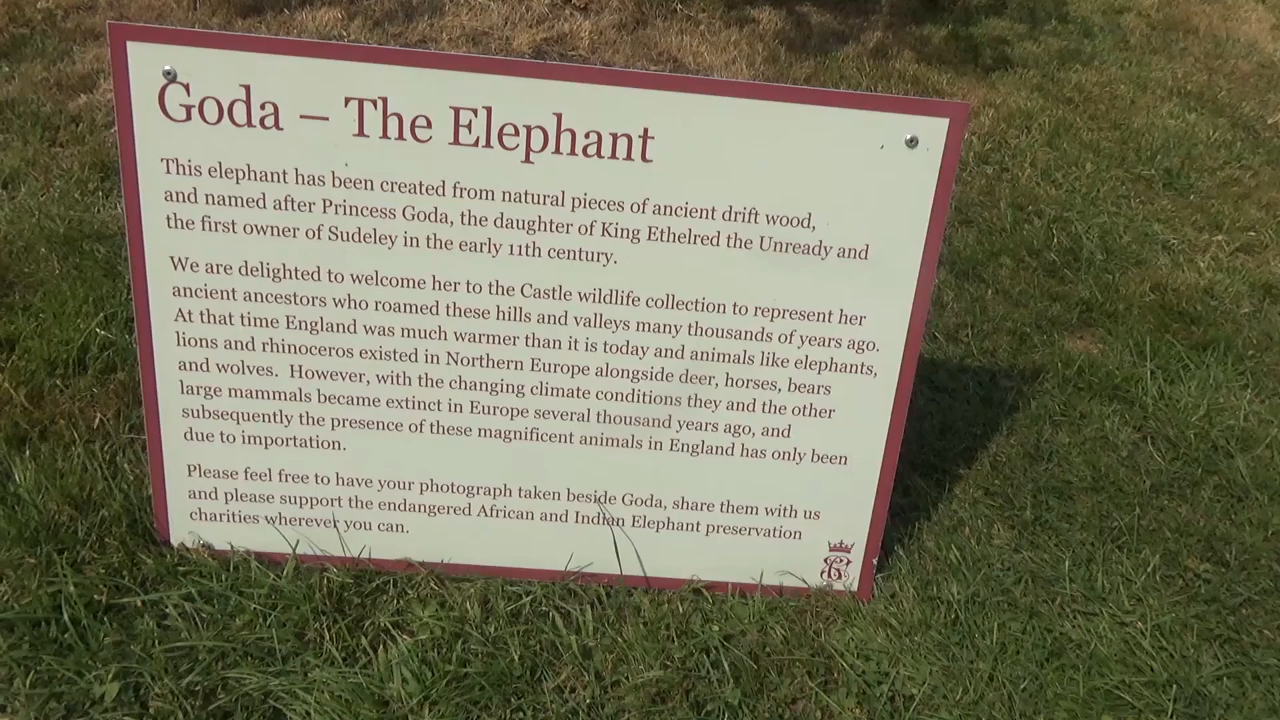 Goda – The Elephant
This elephant has been created from natural pieces of ancient drift wood,
and named after Princess Goda, the daughter of King Ethelred the Unready and
the first owner of Sudeley in the early 11th century.
We are delighted to welcome her to the Castle wildlife collection to represent her
ancient ancestors who roamed these hills and valleys many thousands of years ago.
At that time England was much warmer than it is today and animals like elephants,
lions and rhinoceros existed in Northern Europe alongside deer, horses, bears
and wolves. However, with the changing climate conditions they and the other
large mammals became extinct in Europe several thousand years ago, and
subsequently the presence of these magnificent animals in England has only been
due to importation.
Please feel free to have your photograph taken beside Goda, share them with us
and please support the endangered African and Indian Elephant preservation
charities wherever you can.